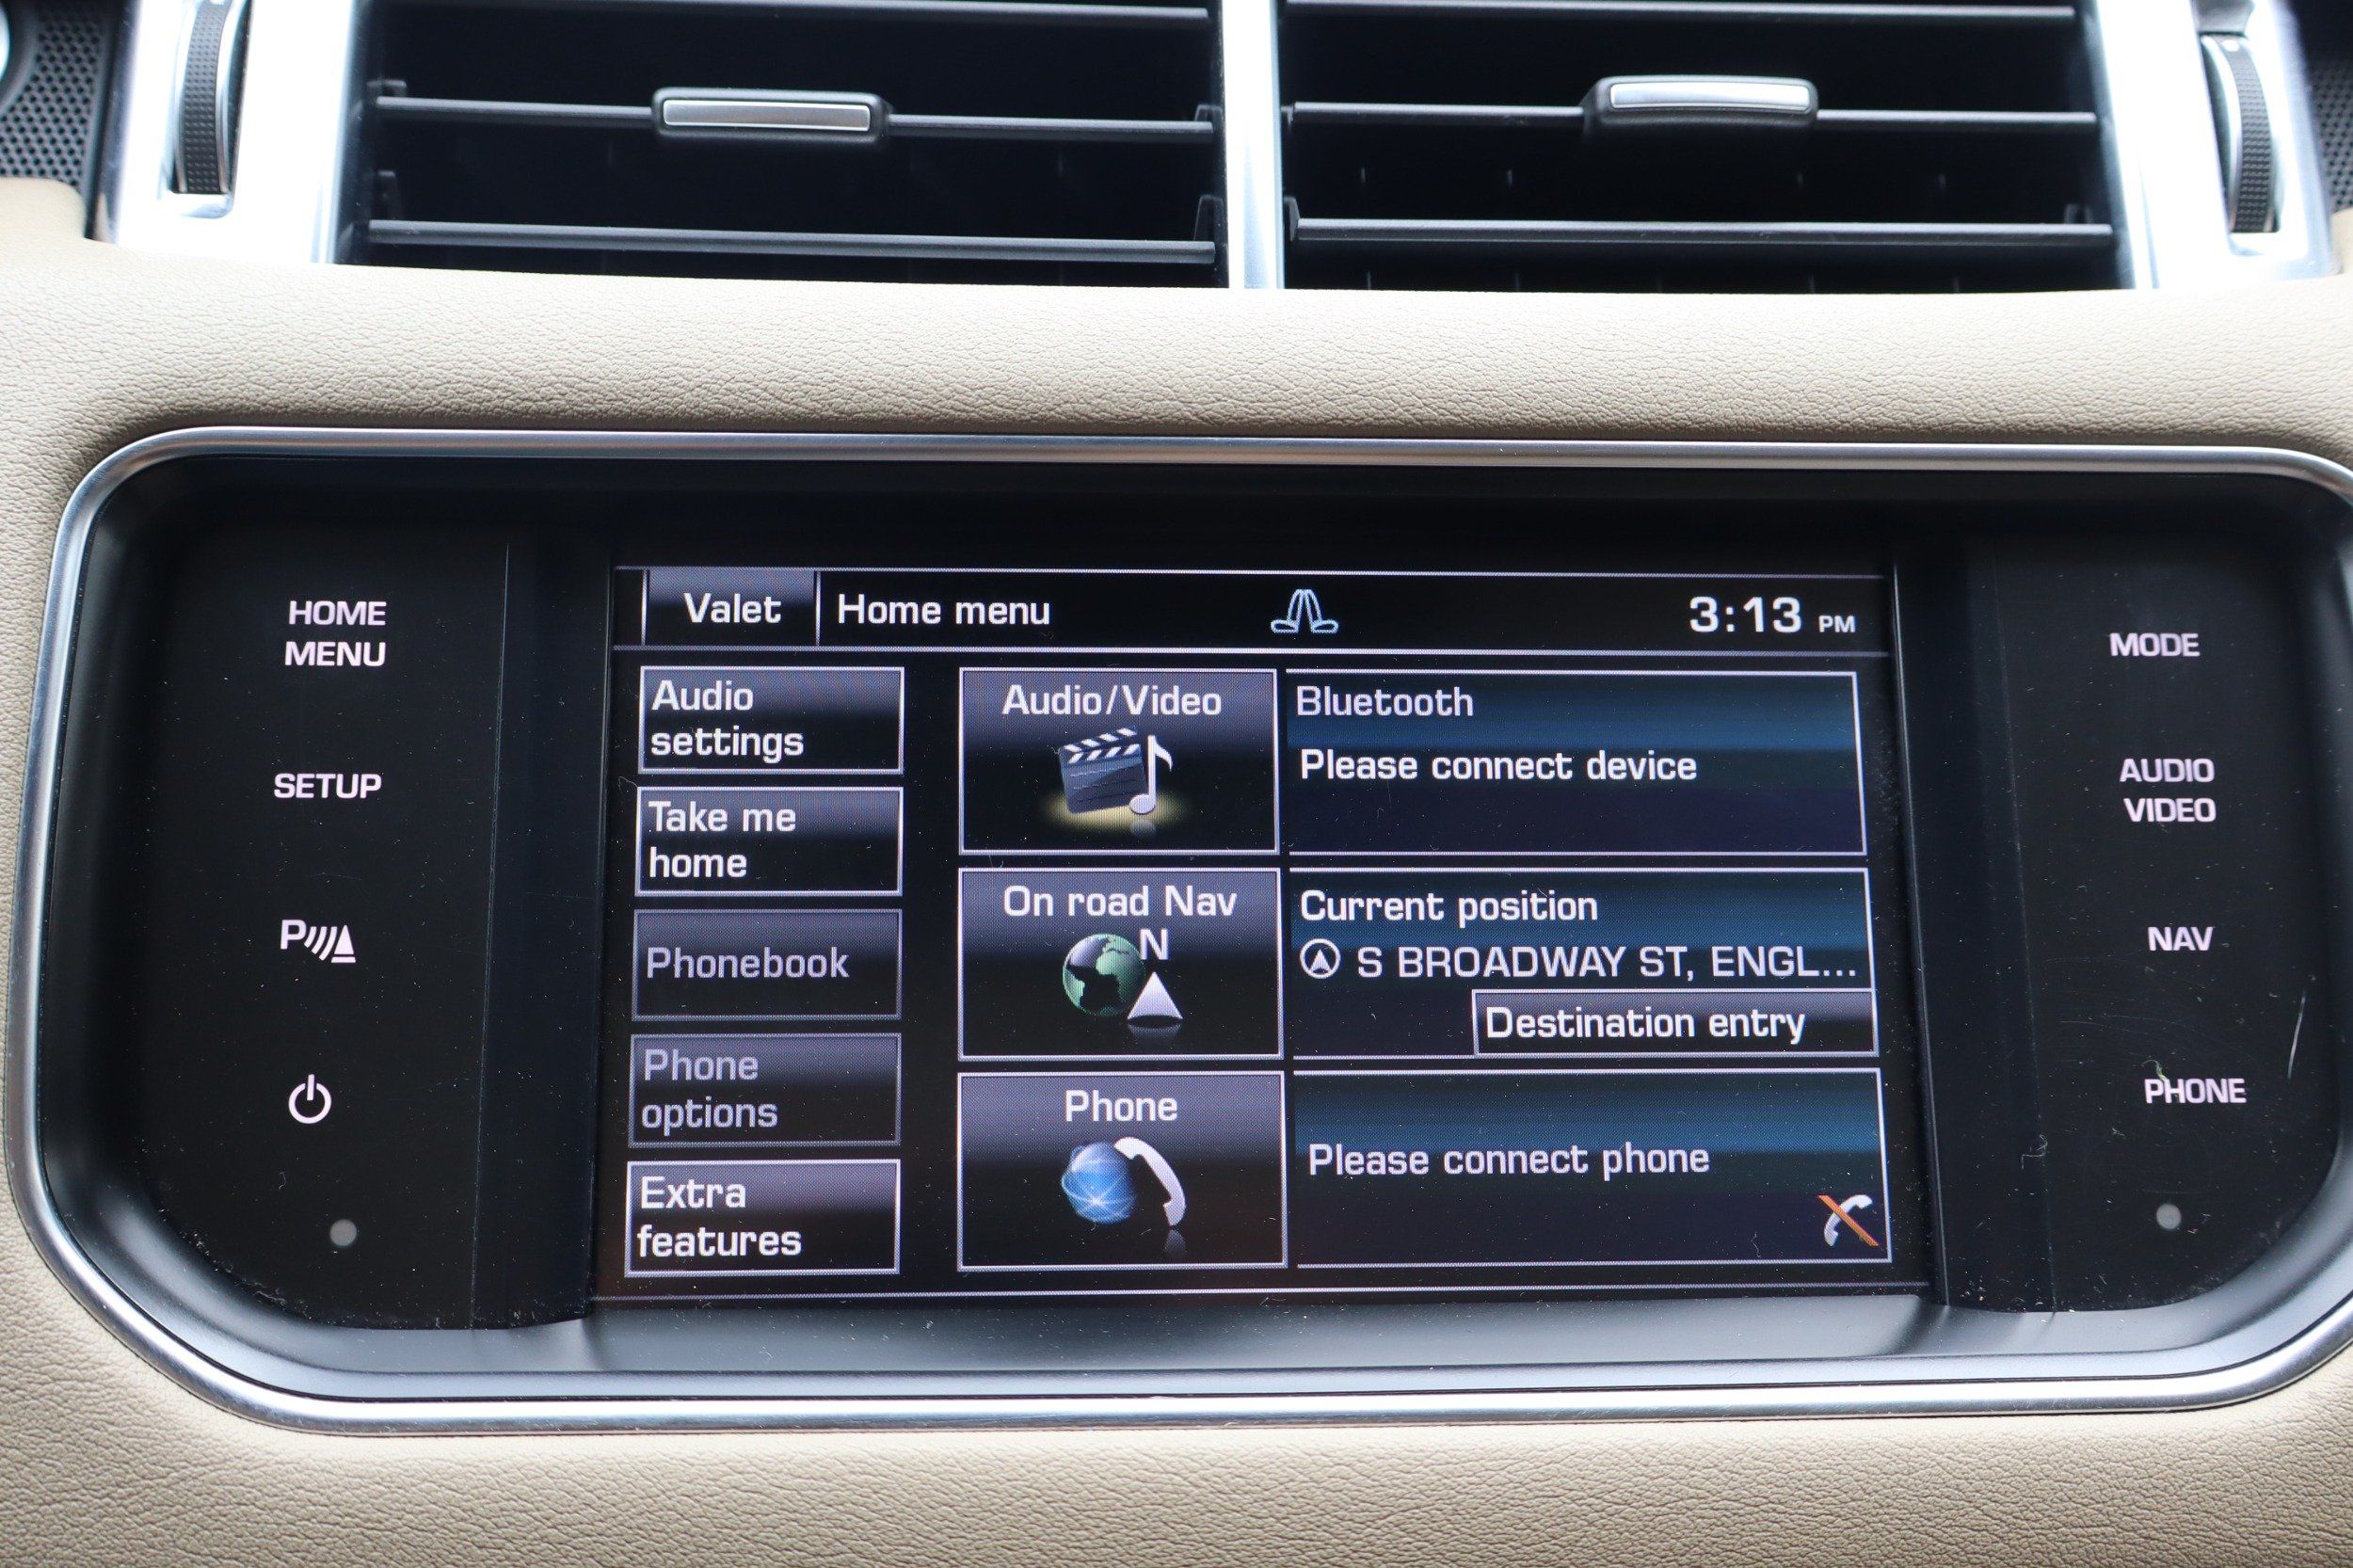 HOME
MENU
SETUP
P
Valet
Home menu
3:13 PM
Audio
settings
Take me
home
Phonebook
Phone
options
Extra
features
Audio/Video
Bluetooth
Please connect device
On road Nav
N
Current position
S BROADWAY ST, ENGL...
Destination entry
Phone
Please connect phone
MODE
AUDIO
VIDEO
NAV
PHONE